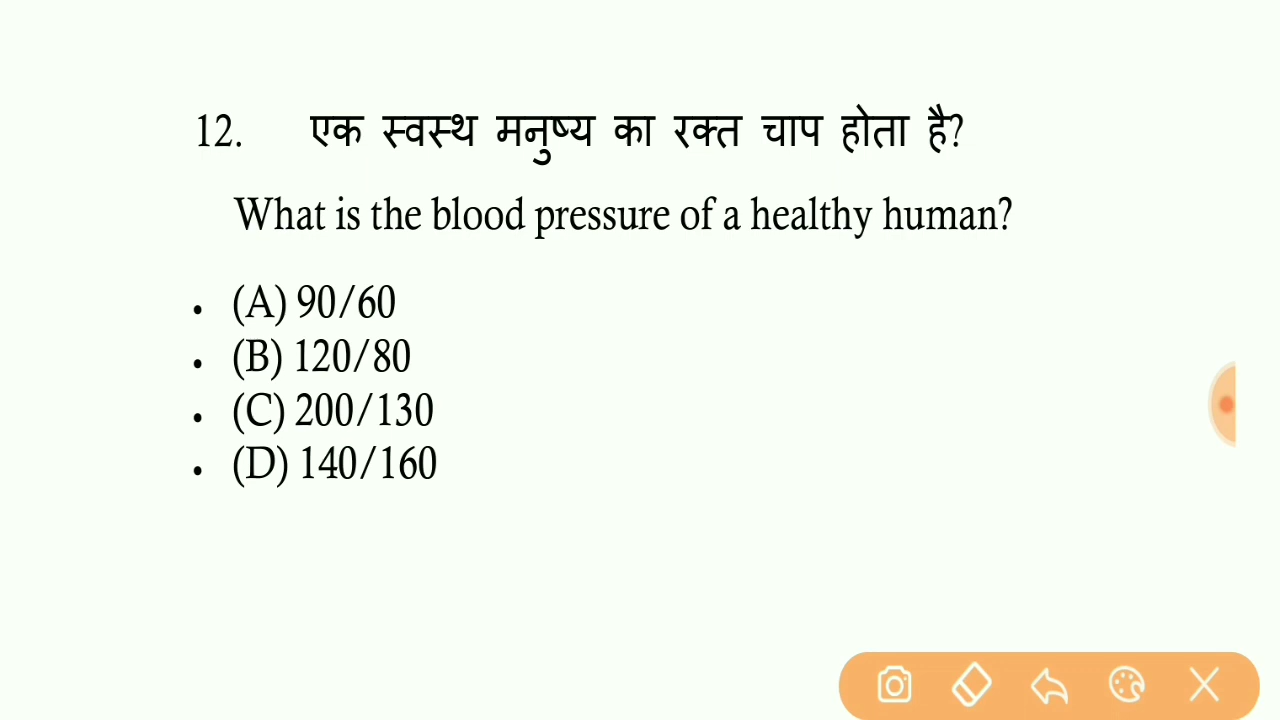 12. एक स्वस्थ मनुष्य का रक्त चाप होता है?
What is the blood pressure of a healthy human?
• (A) 90/60
• (B) 120/80
• (C) 200/130
• (D) 140/160